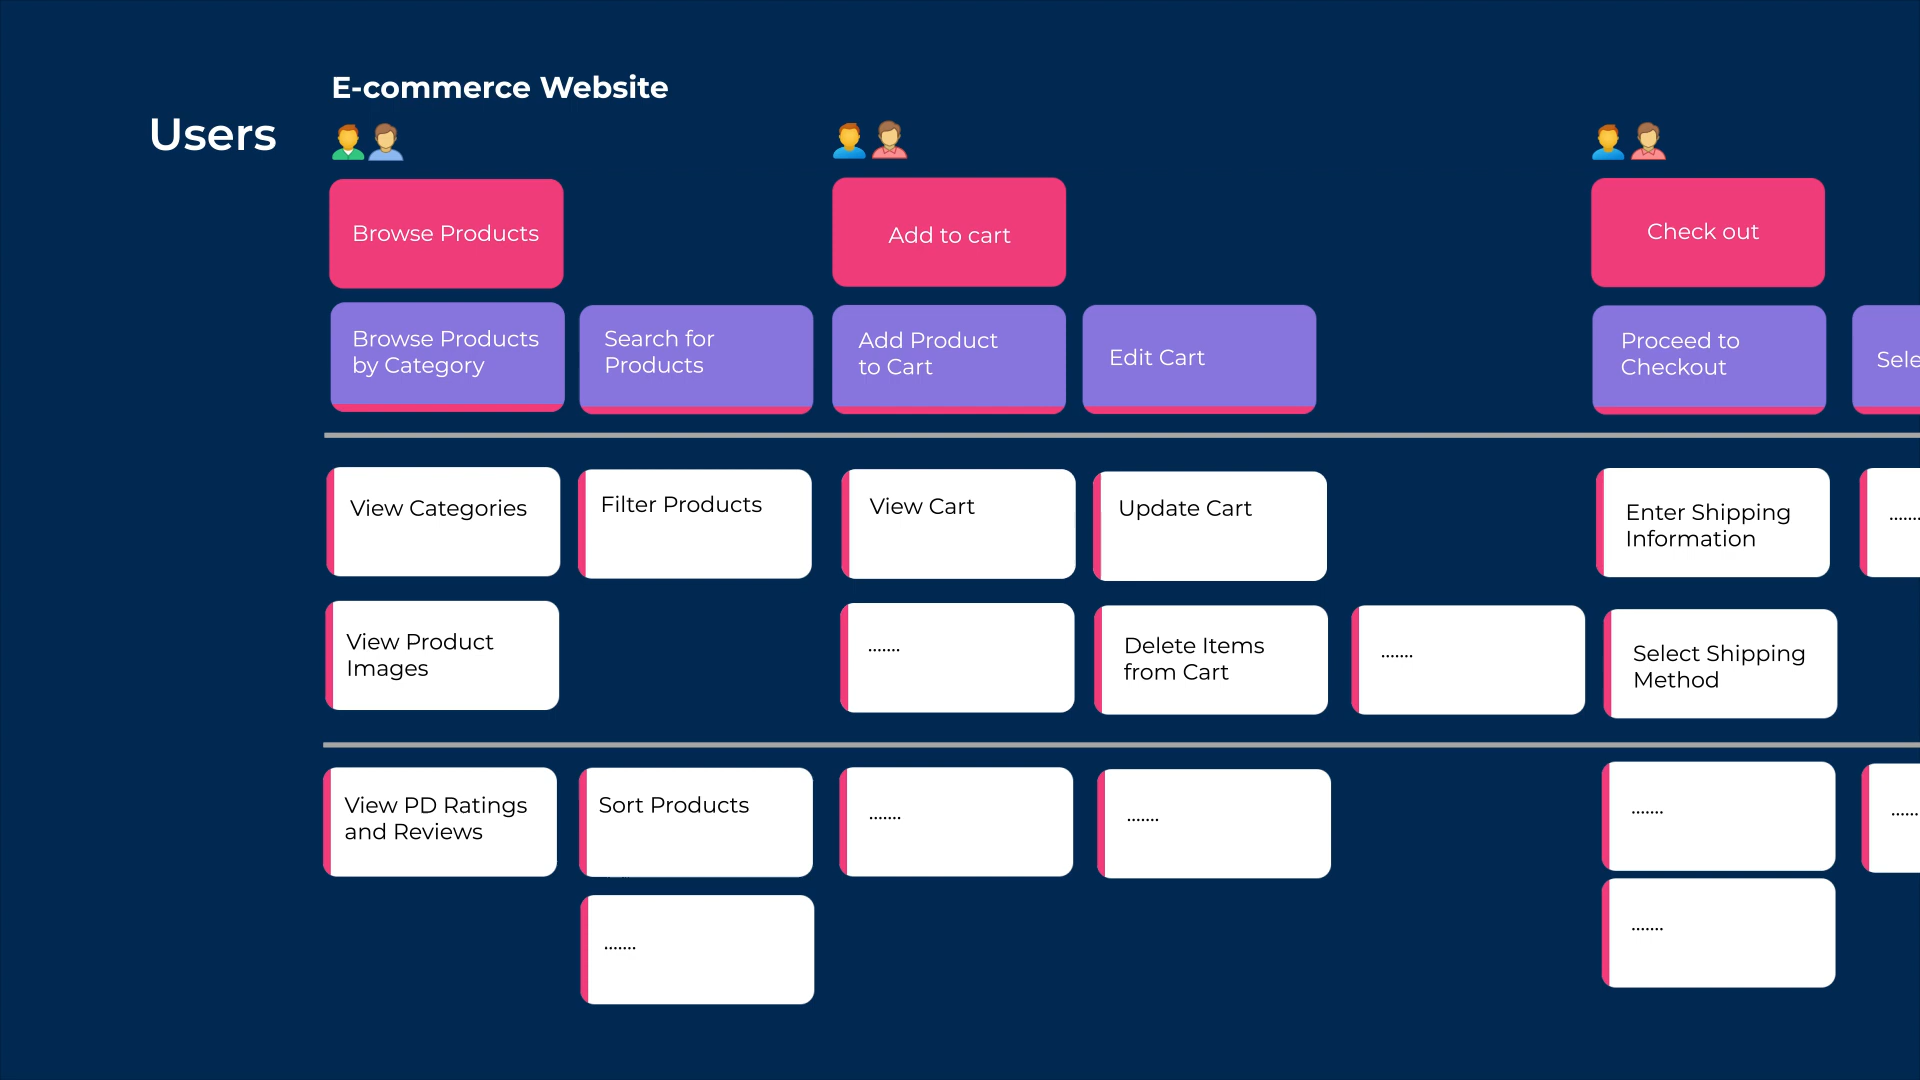 E-commerce Website
Users
Browse Products
Add to cart
Check out
Browse Products
by Category
Search for
Products
Add Product
to Cart
Edit Cart
Proceed to
Checkout
Sele
View Categories
Filter Products
View Cart
Update Cart
Enter Shipping
Information
.......
View Product
Images
.......
Delete Items
from Cart
.......
Select Shipping
Method
View PD Ratings
and Reviews
Sort Products
.......
.......
.......
......
.......
.......